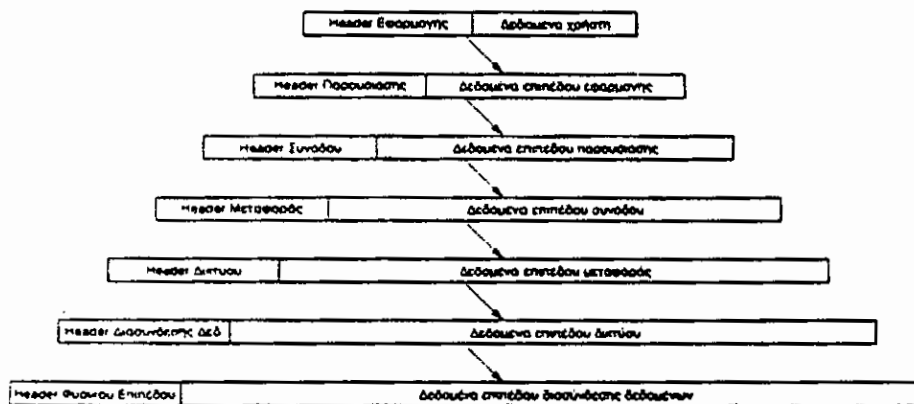 Header Εφαρμογής Δεδομένα χρήστη
Header Παρουσίασης Δεδομένα επιπέδου εφαρμογής
Header Συνόδου Δεδομένα επιπέδου παρουσίασης
Header Μεταφοράς Δεδομένα επιπέδου συνόδου
Header Δικτύου Δεδομένα επιπέδου μεταφοράς
Header Διασύνδεσης Δεδ Δεδομένα επιπέδου δικτύου
Header Φυσικού Επιπέδου Δεδομένα επιπέδου διασύνδεσης δεδομένων